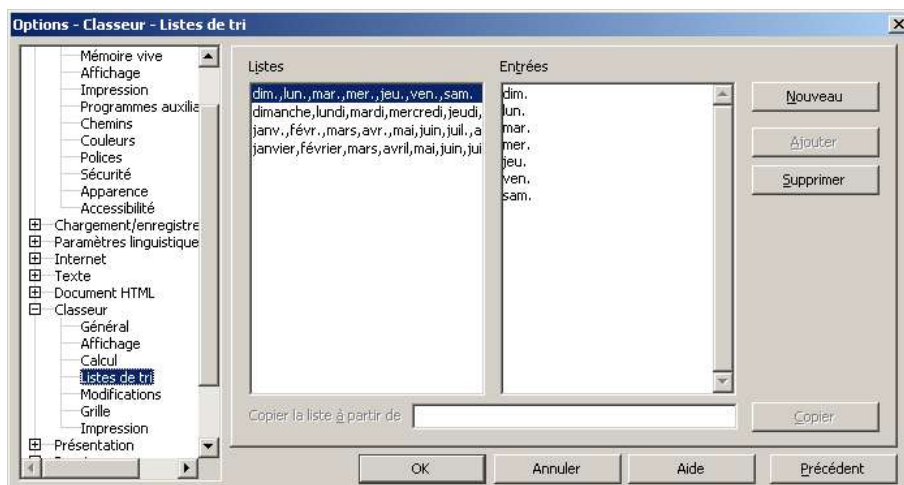 Options - Classeur - Listes de tri
Mémoire vive
Affichage
Impression
Programmes auxilia
Chemins
Couleurs
Polices
Sécurité
Apparence
Accessibilité
Chargement/enregistre
Paramètres linguistique
Internet
Texte
Document HTML
Classeur
Général
Affichage
Calcul
Listes de tri
Modifications
Grille
Impression
Présentation
Listes
dim.,lun.,mar.,mer.,jeu.,ven.,sam.
dimanche,lundi,mardi,mercredi,jeudi,
janv.,févr.,mars,avr.,mai,juin,juil.,a
janvier,février,mars,avril,mai,juin,jui
Entrées
dim.
lun.
mar.
mer.
jeu.
ven.
sam.
Nouveau
Ajouter
Supprimer
Copier la liste à partir de
Copier
OK
Annuler
Aide
Précédent